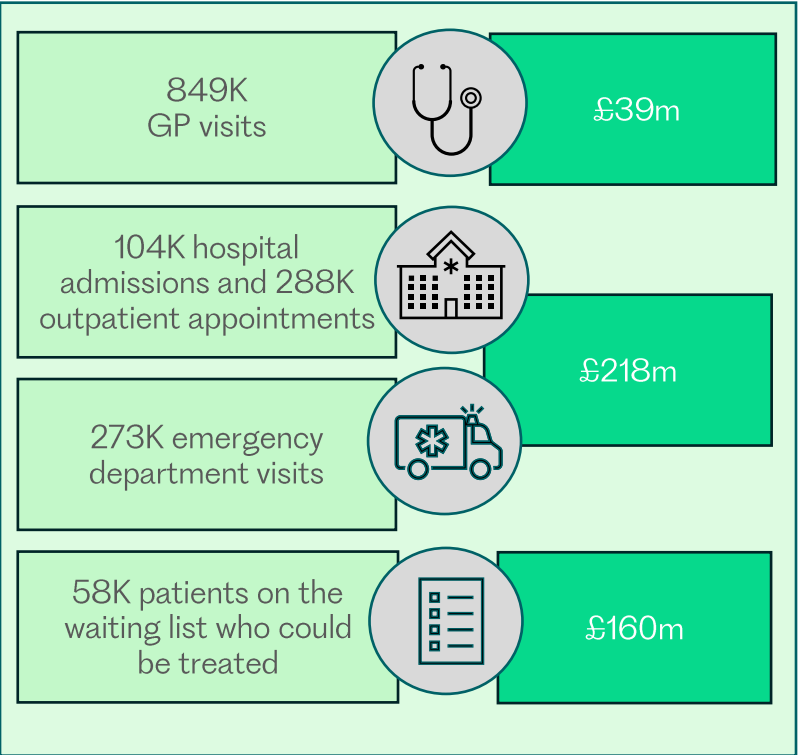 849K
GP visits
£39m
104K hospital
admissions and 288K
outpatient appointments
£218m
273K emergency
department visits
58K patients on the
waiting list who could
be treated
£160m